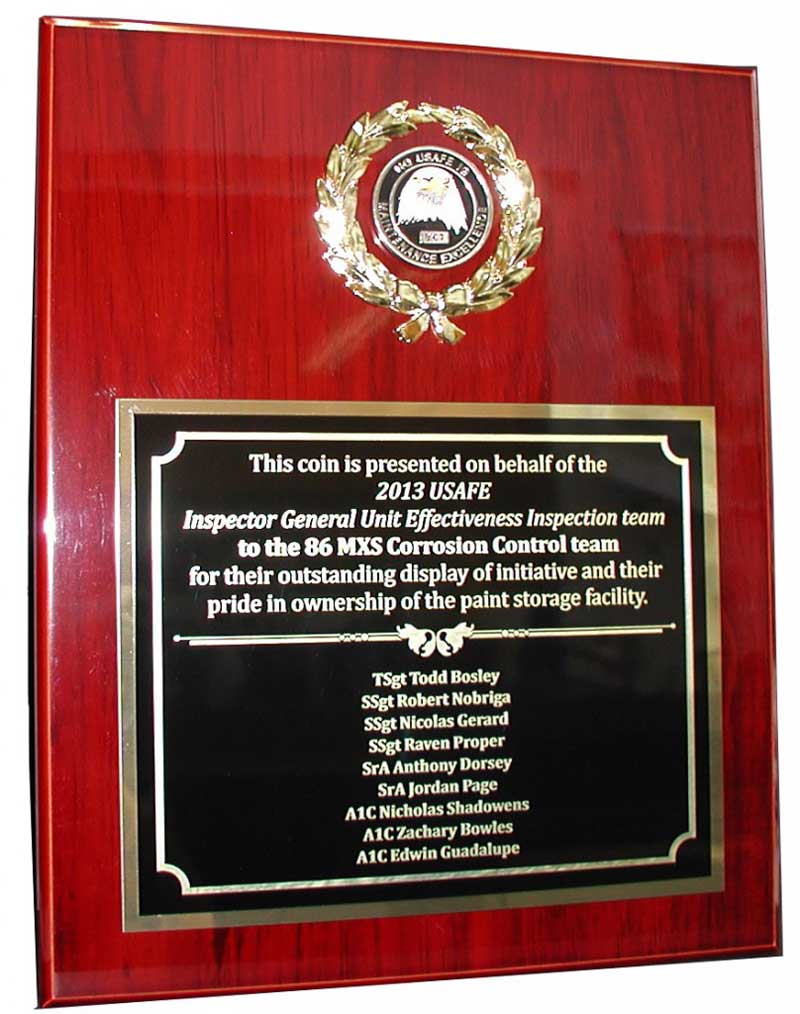 USAFE IG
MAINTENANCE EXCELLENCE
This coin is presented on behalf of the
2013 USAFE
Inspector General Unit Effectiveness Inspection team
to the 86 MXS Corrosion Control team
for their outstanding display of initiative and their
pride in ownership of the paint storage facility.
TSgt Todd Bosley
SSgt Robert Nobriga
SSgt Nicolas Gerard
SSgt Raven Proper
SrA Anthony Dorsey
SrA Jordan Page
A1C Nicholas Shadowens
A1C Zachary Bowles
A1C Edwin Guadalupe